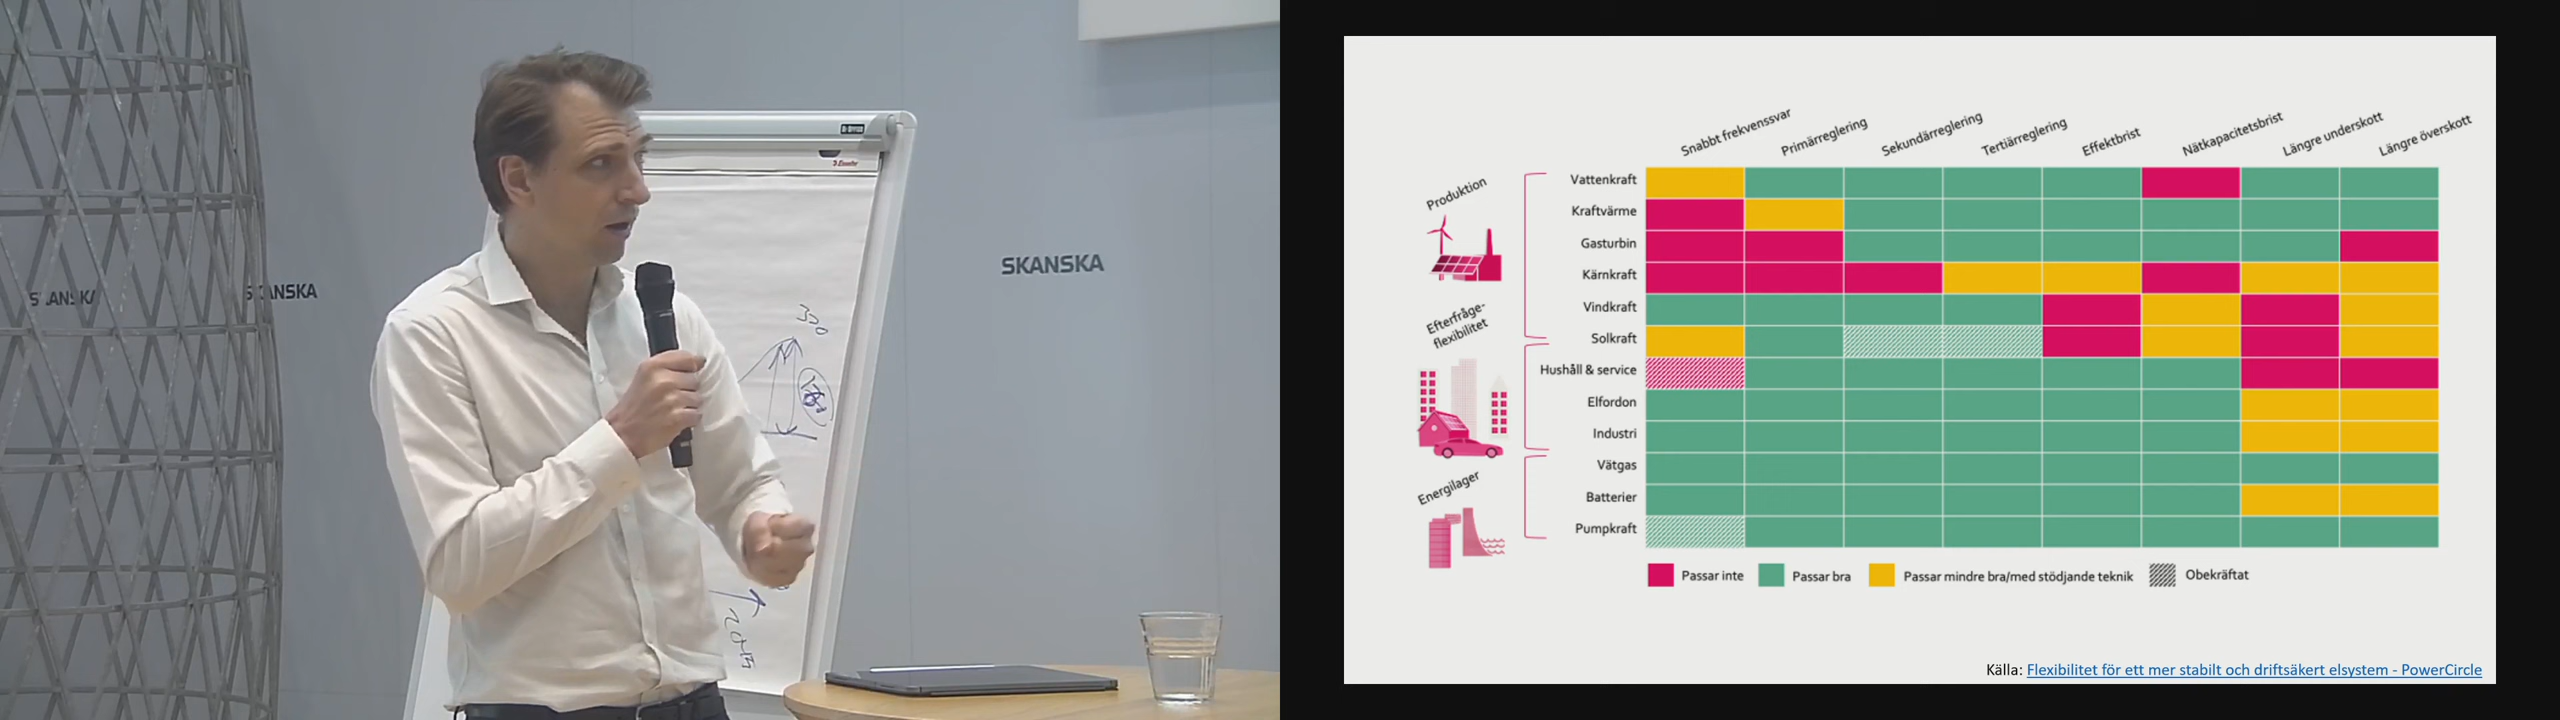 SKANSKA
SKANSKA
SKANSKA
330
Snabbt frekvenssvar
Primärreglering
Sekundärreglering
Tertiärreglering
Effektbrist
Nätkapacitetsbrist
Längre underskott
Längre överskott
Produktion
Efterfråge-
flexibilitet
Energilager
Vattenkraft
Kraftvärme
Gasturbin
Kärnkraft
Vindkraft
Solkraft
Hushåll & service
Elfordon
Industri
Vätgas
Batterier
Pumpkraft
Passar inte
Passar bra
Passar mindre bra/med stödjande teknik
Obekräftat
Källa: Flexibilitet för ett mer stabilt och driftsäkert elsystem - PowerCircle